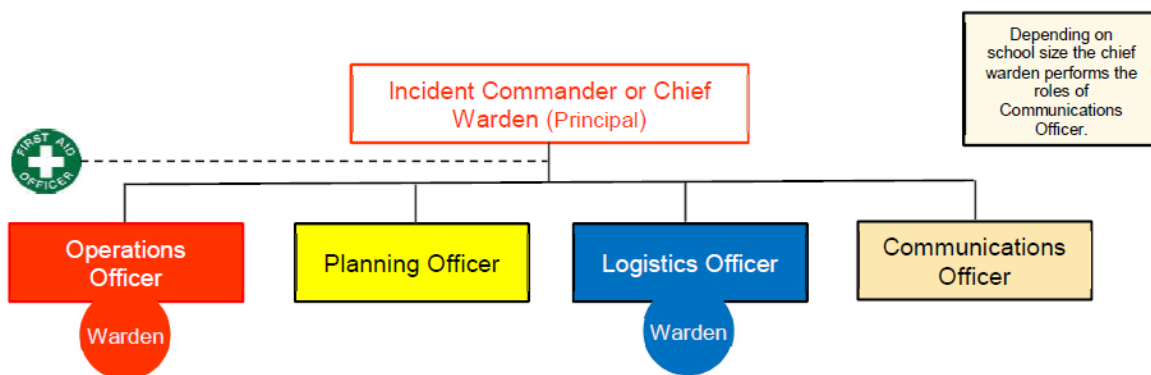 Depending on
school size the chief
warden performs the
roles of
Communications
Officer.
Incident Commander or Chief
Warden (Principal)
FIRST AID
OFFICER
Operations
Officer
Planning Officer
Logistics Officer
Communications
Officer
Warden
Warden